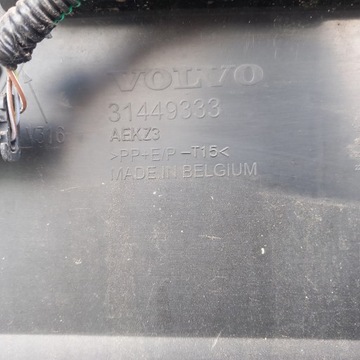 VOLVO
31449333
AEKZ3
>PP+E/P-T15<
MADE IN BELGIUM